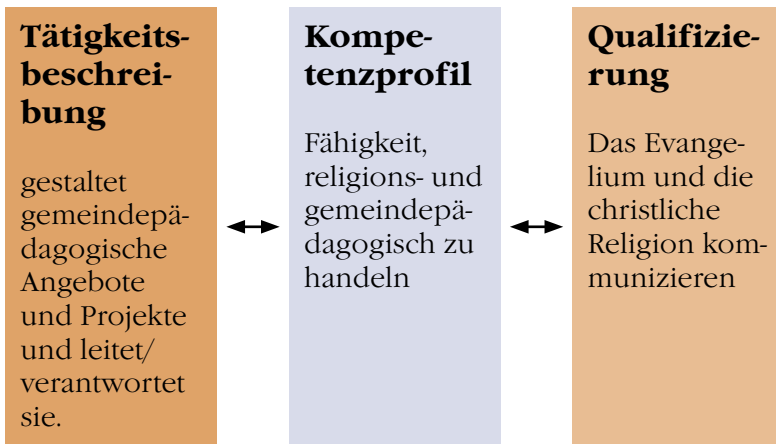 Tätigkeits-
beschrei-
bung
gestaltet
gemeindepä-
dagogische
Angebote
und Projekte
und leitet/
verantwortet
sie.
Kompe-
tenzprofil
Fähigkeit,
religions- und
gemeindepä-
dagogisch zu
handeln
Qualifizie-
rung
Das Evange-
lium und die
christliche
Religion kom-
munizieren